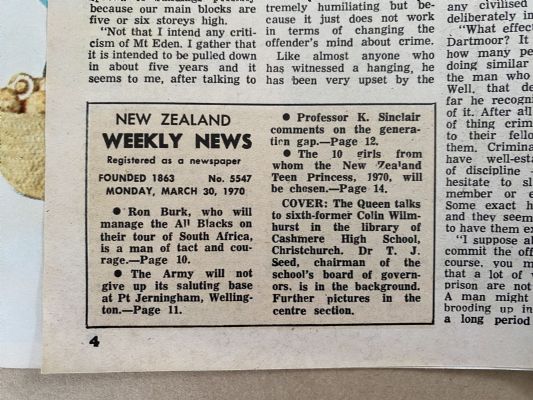 because our main blocks are
five or six storeys high.
"Not that I intend any criti-
cism of Mt Eden. I gather that
it is intended to be pulled down
in about five years and it
seems to me, after talking to
tremely humiliating but be-
cause it just does not work
in terms of changing the
offender's mind about crime.
Like almost anyone who
has witnessed a hanging, he
has been very upset by the
any civilised
deliberately in
"What effec
Dartmoor? It
how many pe
doing similar
the man who
Well, that de
far he recogni
of it. After all
of thing crim
to their fello
them. Crimina
have well-esta
of discipline
hesitate to sl
member or e
Some exact h
and they seem
to have them ex
"I suppose al
commit the off
course, you m
that a lot of
prison are not
A man might
brooding up in
a long period
NEW ZEALAND
WEEKLY NEWS
Registered as a newspaper
FOUNDED 1863 No. 5547
MONDAY, MARCH 30, 1970
● Ron Burk, who will
manage the All Blacks on
their tour of South Africa,
is a man of tact and cou-
rage.—Page 10.
● The Army will not
give up its saluting base
at Pt Jerningham, Welling-
ton.—Page 11.
● Professor K. Sinclair
comments on the genera-
tion gap.—Page 12.
● The 10 girls from
whom the New Zealand
Teen Princess, 1970, will
be chosen.—Page 14.
COVER: The Queen talks
to sixth-former Colin Wilm-
hurst in the library of
Cashmere High School,
Christchurch. Dr T. J.
Seed, chairman of the
school's board of gover-
nors, is in the background.
Further pictures in the
centre section.
4